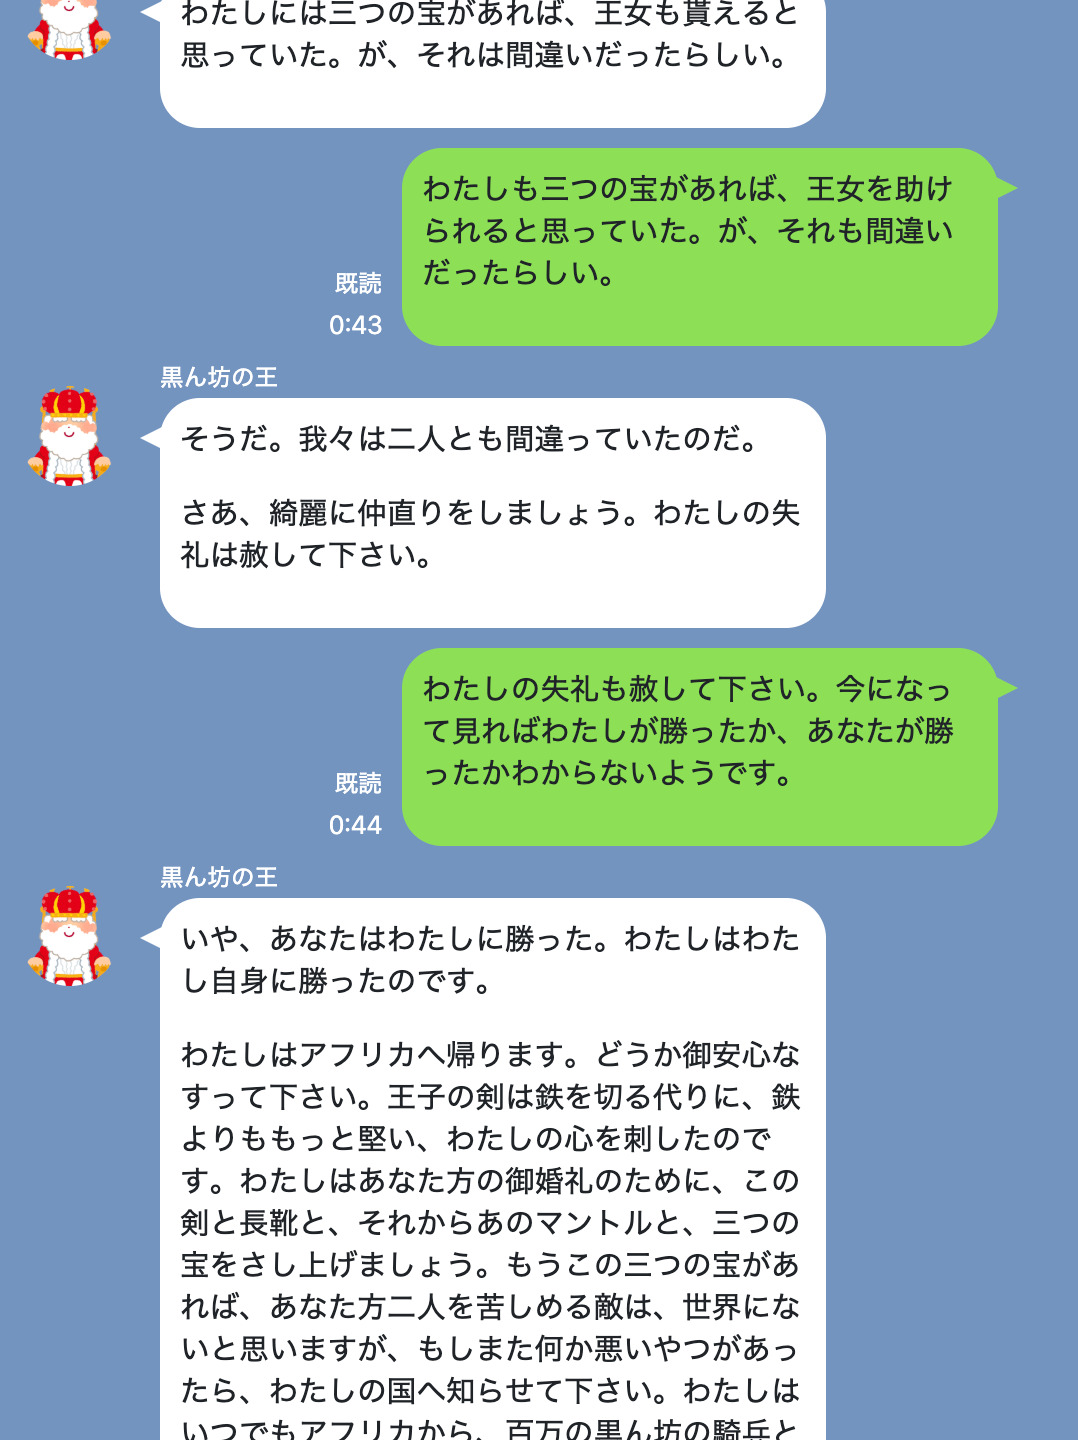 わたしには三つの宝があれば、王女も貰えると
思っていた。が、それは間違いだったらしい。
わたしも三つの宝があれば、王女を助け
られると思っていた。が、それも間違い
だったらしい。
既読
0:43
黒ん坊の王
そうだ。我々は二人とも間違っていたのだ。
さあ、綺麗に仲直りをしましょう。わたしの失
礼は赦して下さい。
わたしの失礼も赦して下さい。今になっ
て見ればわたしが勝ったか、あなたが勝
ったかわからないようです。
既読
0:44
黒ん坊の王
いや、あなたはわたしに勝った。わたしはわた
し自身に勝ったのです。
わたしはアフリカへ帰ります。どうか御安心な
すって下さい。王子の剣は鉄を切る代りに、鉄
よりももっと堅い、わたしの心を刺したので
す。わたしはあなた方の御婚礼のために、この
剣と長靴と、それからあのマントルと、三つの
宝をさし上げましょう。もうこの三つの宝があ
れば、あなた方二人を苦しめる敵は、世界にな
いと思いますが、もしまた何か悪いやつがあっ
たら、わたしの国へ知らせて下さい。わたしは
いつでもアフリカから、百万の黒ん坊の騎兵と